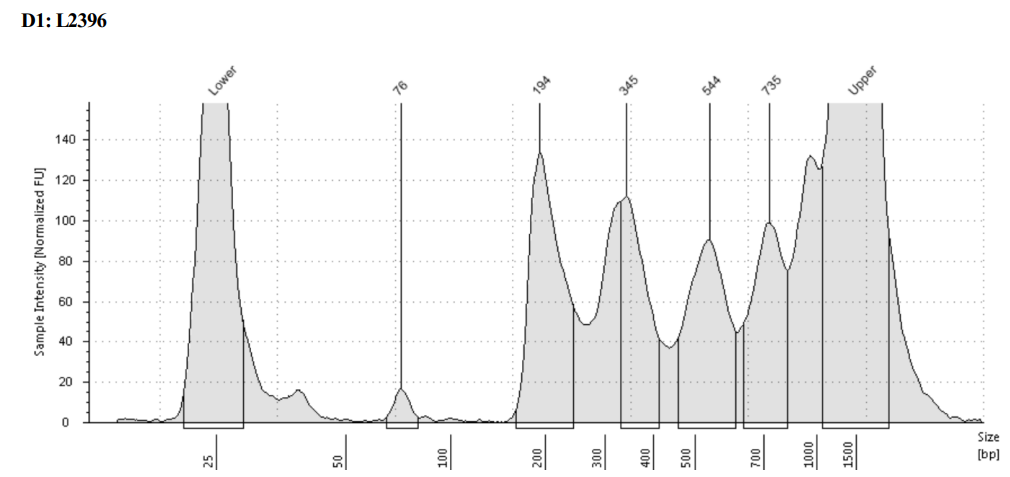 D1: L2396
Lower 76 194 345 544 735 Upper
Sample Intensity [Normalized FU]
140
120
100
80
60
40
20
0
25 50 100 200 300 400 500 700 1000 1500
Size
[bp]